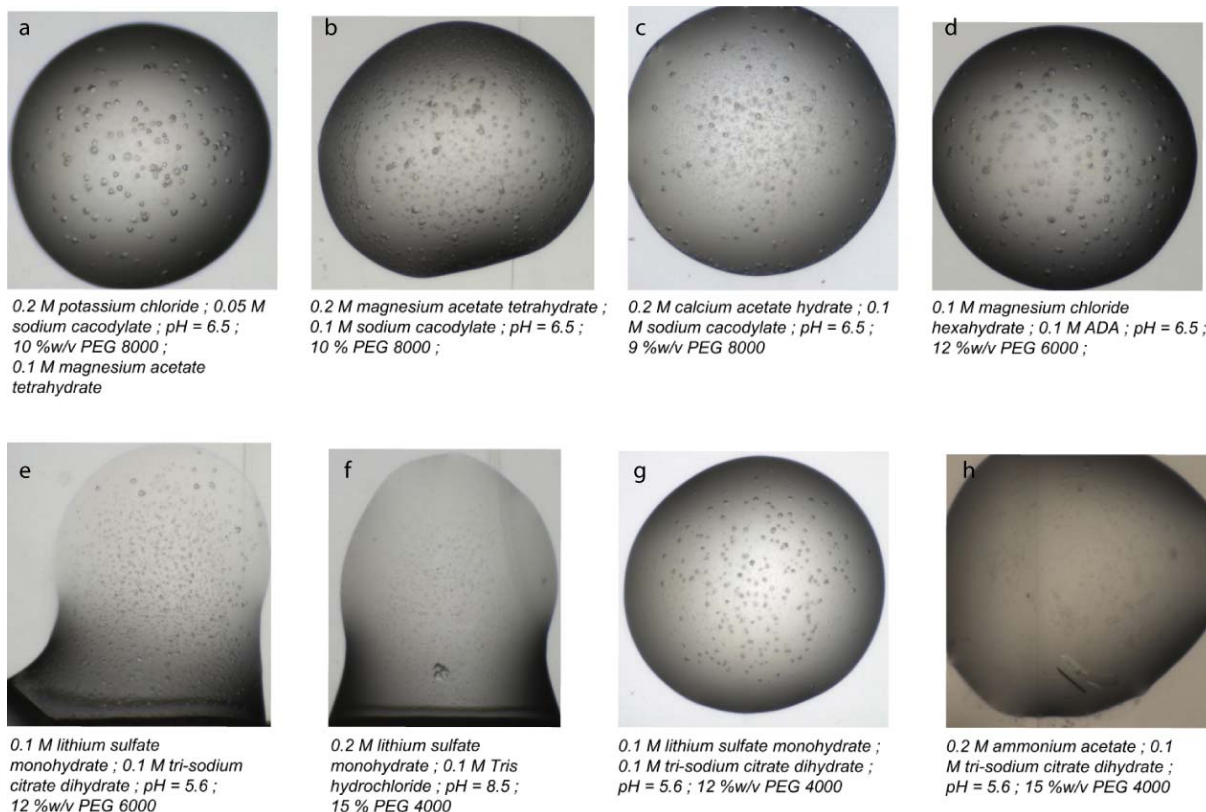 a
b
c
d
0.2 M potassium chloride ; 0.05 M
sodium cacodylate ; pH = 6.5 ;
10 %w/v PEG 8000 ;
0.1 M magnesium acetate
tetrahydrate
0.2 M magnesium acetate tetrahydrate ;
0.1 M sodium cacodylate ; pH = 6.5 ;
10 % PEG 8000 ;
0.2 M calcium acetate hydrate ; 0.1
M sodium cacodylate ; pH = 6.5 ;
9 %w/v PEG 8000
0.1 M magnesium chloride
hexahydrate ; 0.1 M ADA ; pH = 6.5 ;
12 %w/v PEG 6000 ;
e
f
g
h
0.1 M lithium sulfate
monohydrate ; 0.1 M tri-sodium
citrate dihydrate ; pH = 5.6 ;
12 %w/v PEG 6000
0.2 M lithium sulfate
monohydrate ; 0.1 M Tris
hydrochloride ; pH = 8.5 ;
15 % PEG 4000
0.1 M lithium sulfate monohydrate ;
0.1 M tri-sodium citrate dihydrate ;
pH = 5.6 ; 12 %w/v PEG 4000
0.2 M ammonium acetate ; 0.1
M tri-sodium citrate dihydrate ;
pH = 5.6 ; 15 %w/v PEG 4000